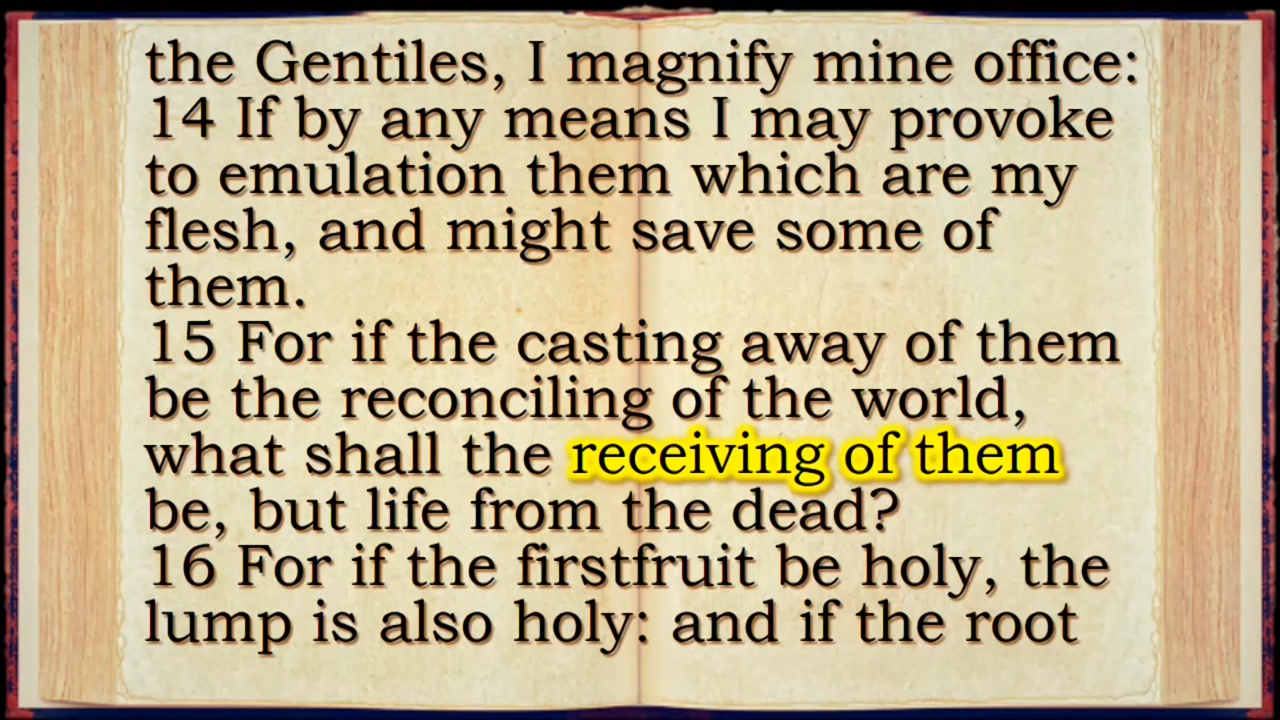 the Gentiles, I magnify mine office:
14 If by any means I may provoke
to emulation them which are my
flesh, and might save some of
them.
15 For if the casting away of them
be the reconciling of the world,
what shall the receiving of them
be, but life from the dead?
16 For if the firstfruit be holy, the
lump is also holy: and if the root